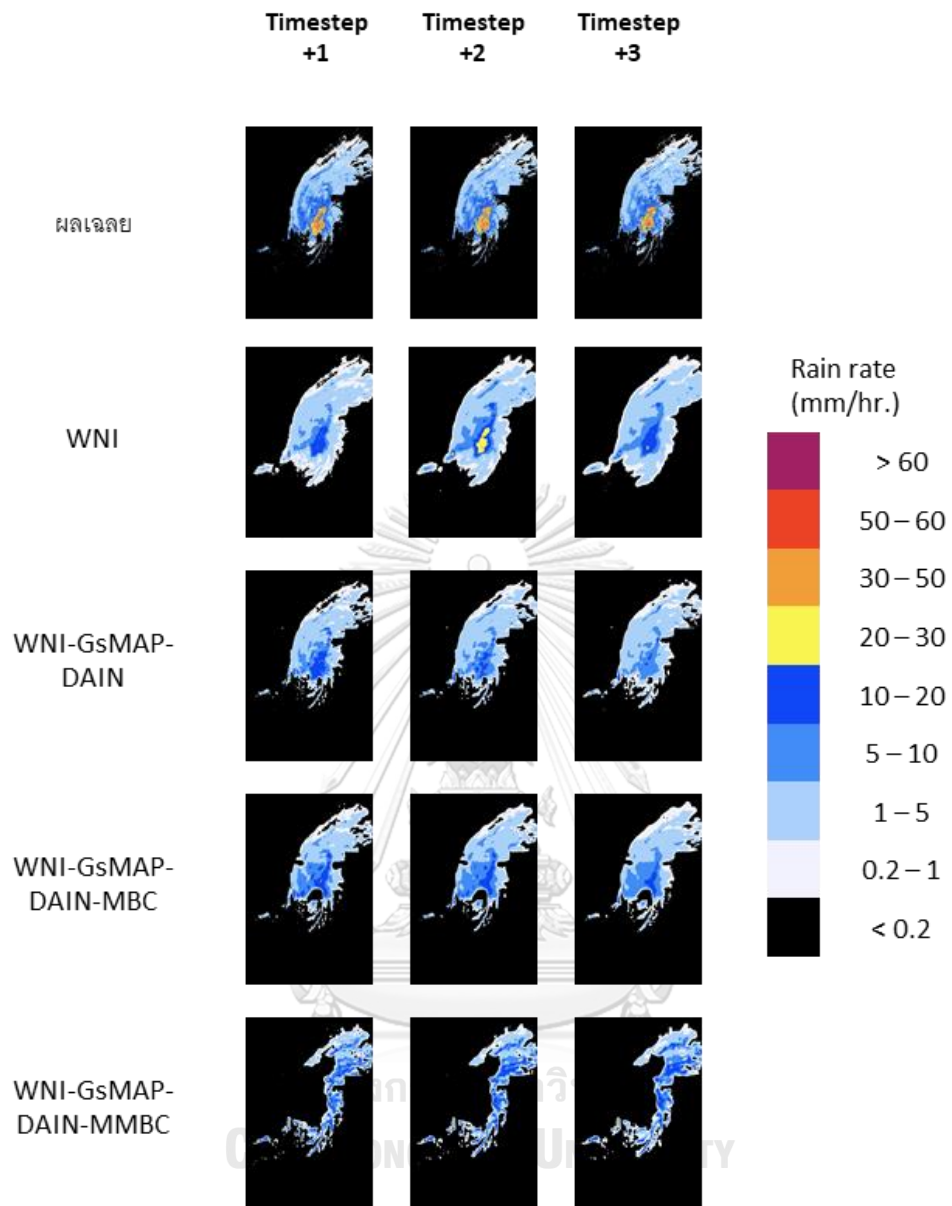 Timestep Timestep Timestep
+1 +2 +3
ผลเฉลย
WNI
Rain rate
(mm/hr.)
> 60
50 – 60
30 – 50
WNI-GsMAP-
DAIN
20 – 30
10 – 20
5 – 10
1 – 5
WNI-GsMAP-
DAIN-MBC
0.2 – 1
< 0.2
WNI-GsMAP-
DAIN-MMBC